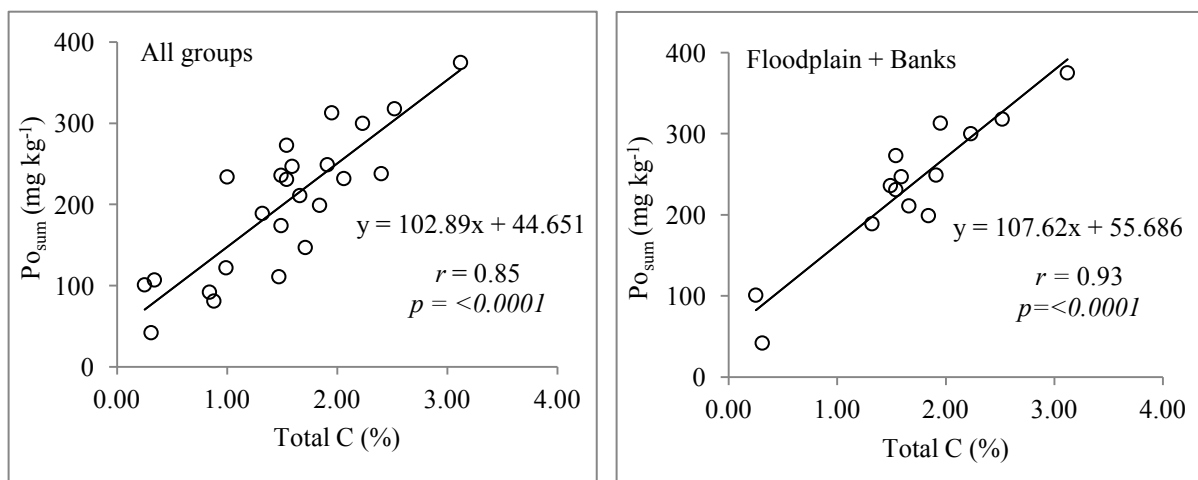 All groups
400
300
200
100
0
Po_sum (mg kg⁻¹)
y = 102.89x + 44.651
r = 0.85
p = <0.0001
0.00 1.00 2.00 3.00 4.00
Total C (%)
Floodplain + Banks
400
300
200
100
0
Po_sum (mg kg⁻¹)
y = 107.62x + 55.686
r = 0.93
p=<0.0001
0.00 1.00 2.00 3.00 4.00
Total C (%)